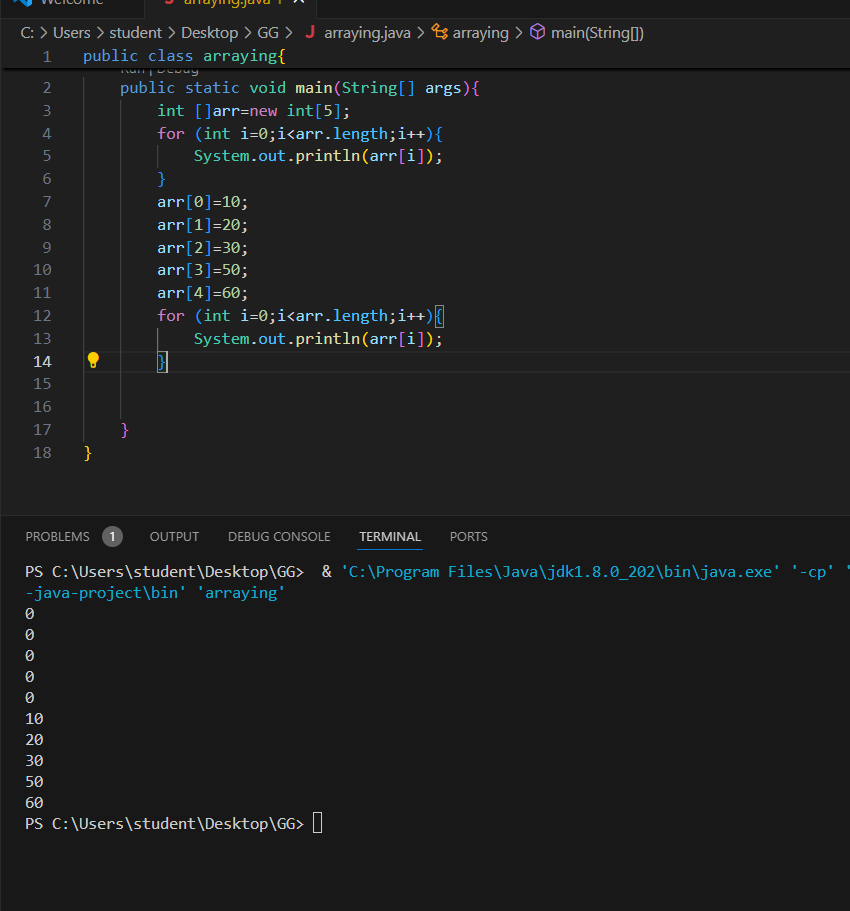 Welcome
arraying.java 1
C: > Users > student > Desktop > GG > J arraying.java > arraying > main(String[])
1 public class arraying{
Run | Debug
2 public static void main(String[] args){
3 int []arr=new int[5];
4 for (int i=0;i<arr.length;i++){
5 System.out.println(arr[i]);
6 }
7 arr[0]=10;
8 arr[1]=20;
9 arr[2]=30;
10 arr[3]=50;
11 arr[4]=60;
12 for (int i=0;i<arr.length;i++){
13 System.out.println(arr[i]);
14 }
15
16
17 }
18 }
PROBLEMS 1 OUTPUT DEBUG CONSOLE TERMINAL PORTS
PS C:\Users\student\Desktop\GG>  & 'C:\Program Files\Java\jdk1.8.0_202\bin\java.exe' '-cp' '
-java-project\bin' 'arraying'
0
0
0
0
0
10
20
30
50
60
PS C:\Users\student\Desktop\GG>